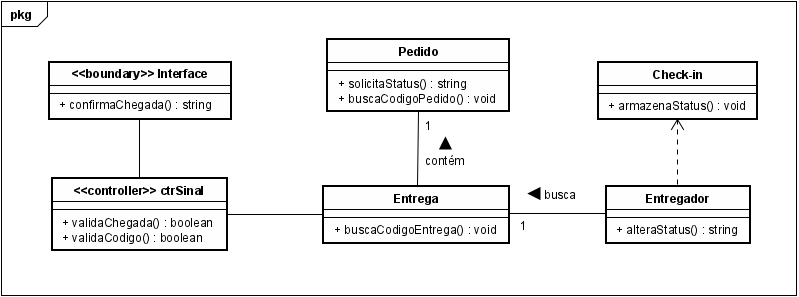 pkg
Pedido
+ solicitaStatus() : string
+ buscaCodigoPedido() : void
<<boundary>> Interface
+ confirmaChegada() : string
Check-in
+ armazenaStatus() : void
1
contém
<<controller>> ctrSinal
+ validaChegada() : boolean
+ validaCodigo() : boolean
Entrega
+ buscaCodigoEntrega() : void
busca
1
Entregador
+ alteraStatus() : string